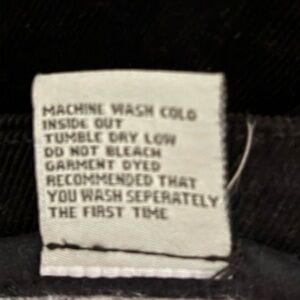 MACHINE WASH COLD
INSIDE OUT
TUMBLE DRY LOW
DO NOT BLEACH
GARMENT DYED
RECOMMENDED THAT
YOU WASH SEPERATELY
THE FIRST TIME